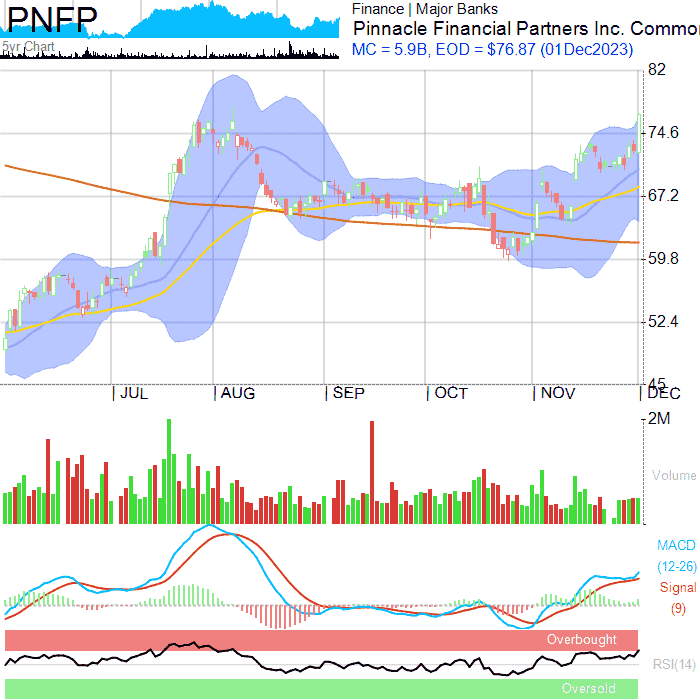 PNFP
5yr Chart
Finance | Major Banks
Pinnacle Financial Partners Inc. Common
MC = 5.9B, EOD = $76.87 (01Dec2023)
82
74.6
67.2
59.8
52.4
45
JUL AUG SEP OCT NOV DEC
2M
Volume
MACD
(12-26)
Signal
(9)
Overbought
RSI(14)
Oversold